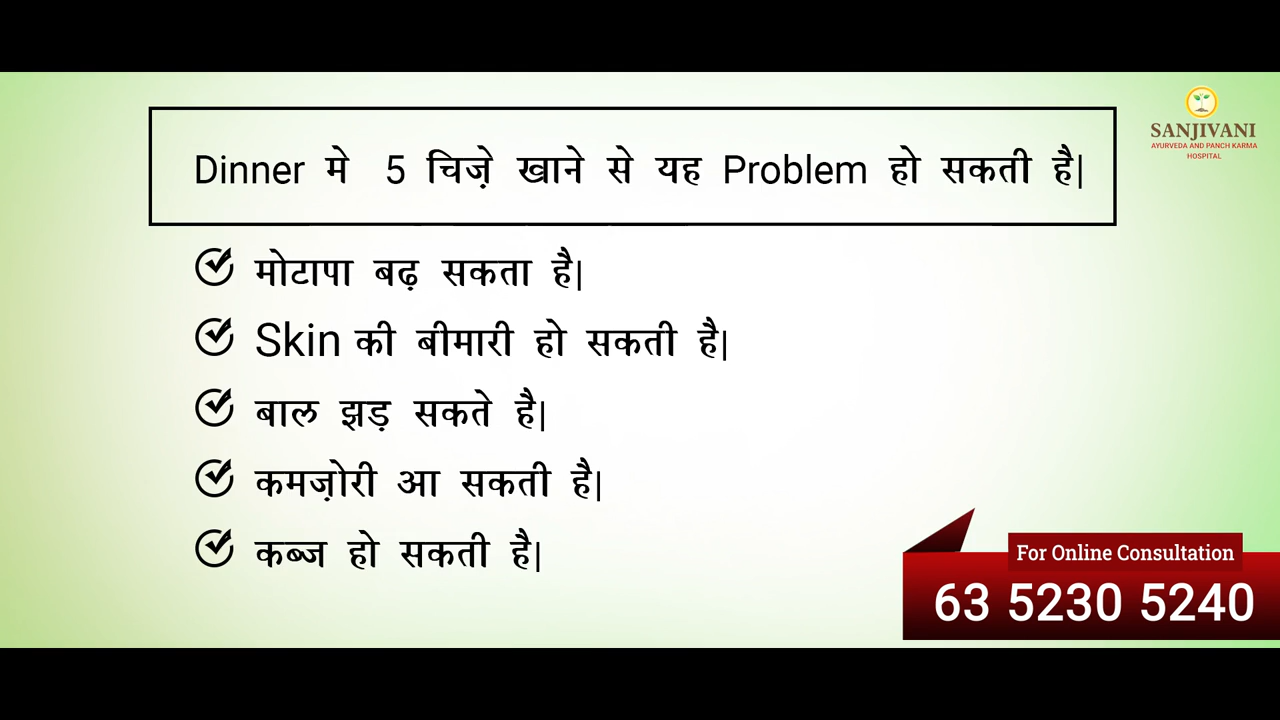 SANJIVANI
AYURVEDA AND PANCH KARMA
HOSPITAL
Dinner मे 5 चिज़े खाने से यह Problem हो सकती है|
मोटापा बढ़ सकता है|
Skin की बीमारी हो सकती है|
बाल झड़ सकते है|
कमज़ोरी आ सकती है|
कब्ज हो सकती है|
For Online Consultation
63 5230 5240